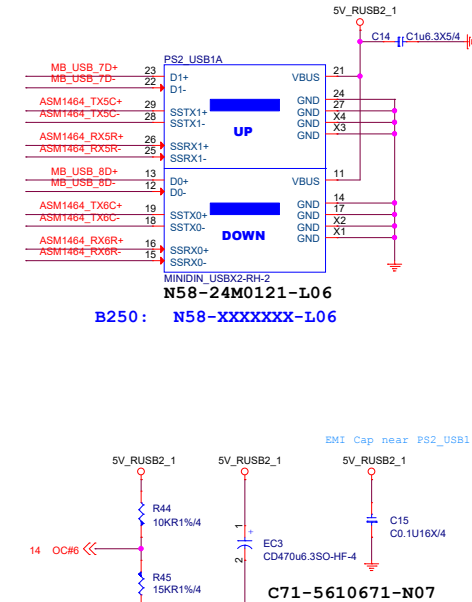 5V_RUSB2_1
C14 C1u6.3X5/4
PS2_USB1A
MB_USB_7D+ 23 D1+ VBUS 21
MB_USB_7D- 22 D1-
GND 24
ASM1464_TX5C+ 29 SSTX1+ GND 27
ASM1464_TX5C- 28 SSTX1- GND X4
UP GND X3
ASM1464_RX5R+ 26 SSRX1+
ASM1464_RX5R- 25 SSRX1-
MB_USB_8D+ 13 D0+ VBUS 11
MB_USB_8D- 12 D0-
GND 14
ASM1464_TX6C+ 19 SSTX0+ GND 17
ASM1464_TX6C- 18 SSTX0- GND X2
DOWN GND X1
ASM1464_RX6R+ 16 SSRX0+
ASM1464_RX6R- 15 SSRX0-
MINIDIN_USBX2-RH-2
N58-24M0121-L06
B250: N58-XXXXXXX-L06
EMI Cap near PS2_USB1
5V_RUSB2_1 5V_RUSB2_1 5V_RUSB2_1
R44
10KR1%/4
1 +
C15
C0.1U16X/4
14 OC#6
EC3
CD470u6.3SO-HF-4
2
R45
15KR1%/4
C71-5610671-N07